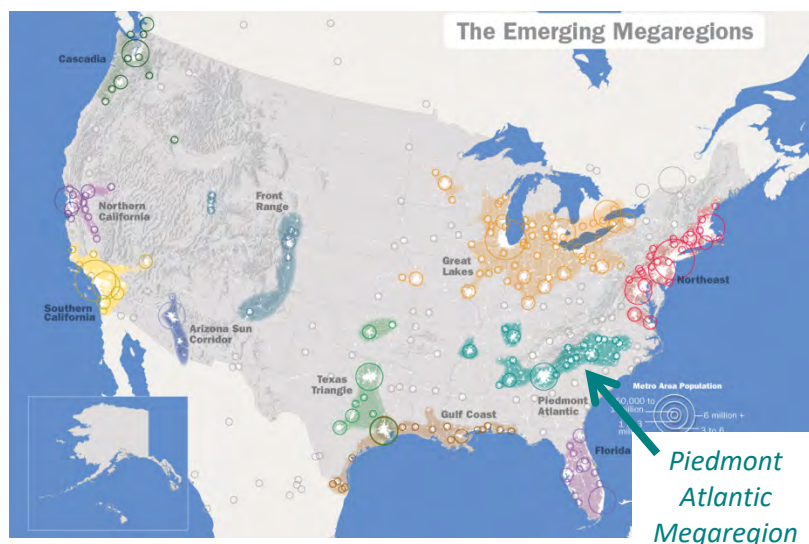 The Emerging Megaregions
Cascadia
Northern
California
Front
Range
Great
Lakes
Northeast
Southern
California
Arizona Sun
Corridor
Texas
Triangle
Gulf Coast
Piedmont
Atlantic
Florida
Metro Area Population
6 million +
3 to 6
Piedmont
Atlantic
Megaregion